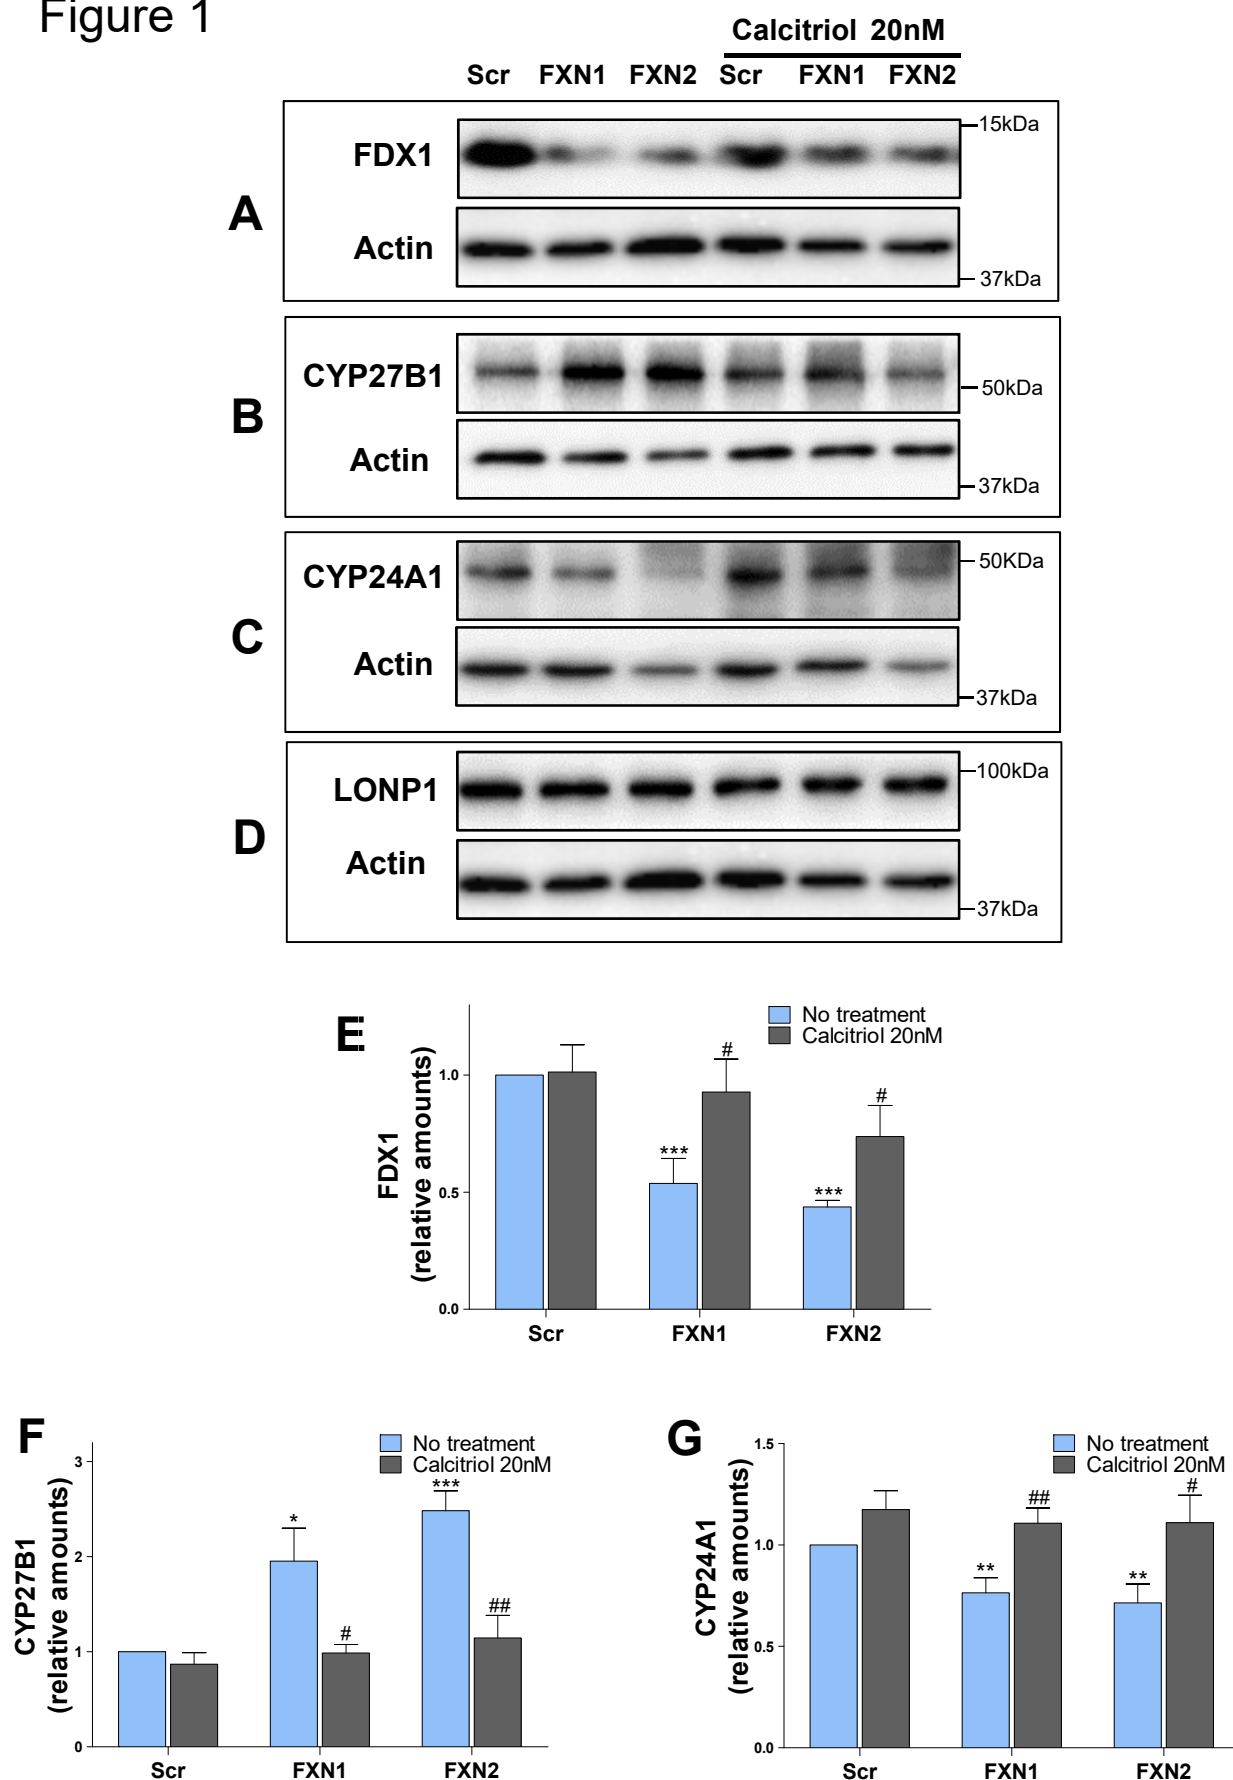 Figure 1
Calcitriol 20nM
Scr FXN1 FXN2 Scr FXN1 FXN2
A
FDX1
15kDa
Actin
37kDa
B
CYP27B1
50kDa
Actin
37kDa
C
CYP24A1
50KDa
Actin
37kDa
D
LONP1
100kDa
Actin
37kDa
E
No treatment
Calcitriol 20nM
FDX1
(relative amounts)
1.0
0.5
0.0
#
***
#
***
Scr FXN1 FXN2
F
No treatment
Calcitriol 20nM
CYP27B1
(relative amounts)
3
2
1
0
*
#
***
##
Scr FXN1 FXN2
G
No treatment
Calcitriol 20nM
CYP24A1
(relative amounts)
1.5
1.0
0.5
0.0
**
##
**
#
Scr FXN1 FXN2